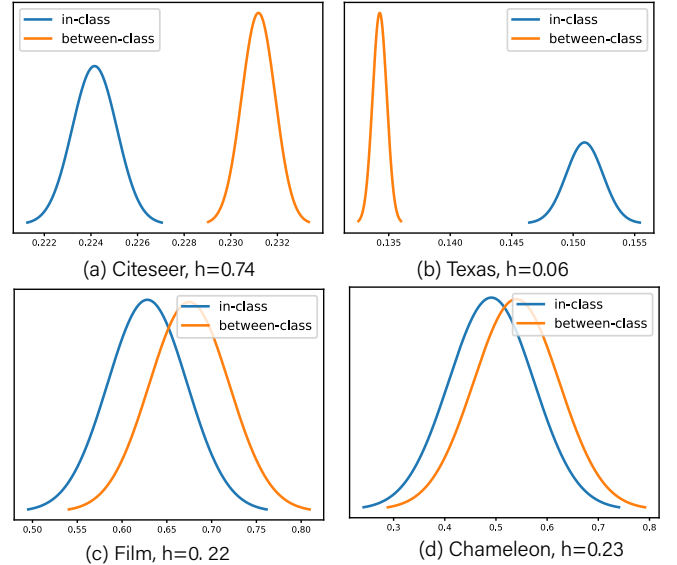 in-class
between-class
0.222 0.224 0.226 0.228 0.230 0.232
(a) Citeseer, h=0.74
in-class
between-class
0.135 0.140 0.145 0.150 0.155
(b) Texas, h=0.06
in-class
between-class
0.50 0.55 0.60 0.65 0.70 0.75 0.80
(c) Film, h=0. 22
in-class
between-class
0.3 0.4 0.5 0.6 0.7 0.8
(d) Chameleon, h=0.23